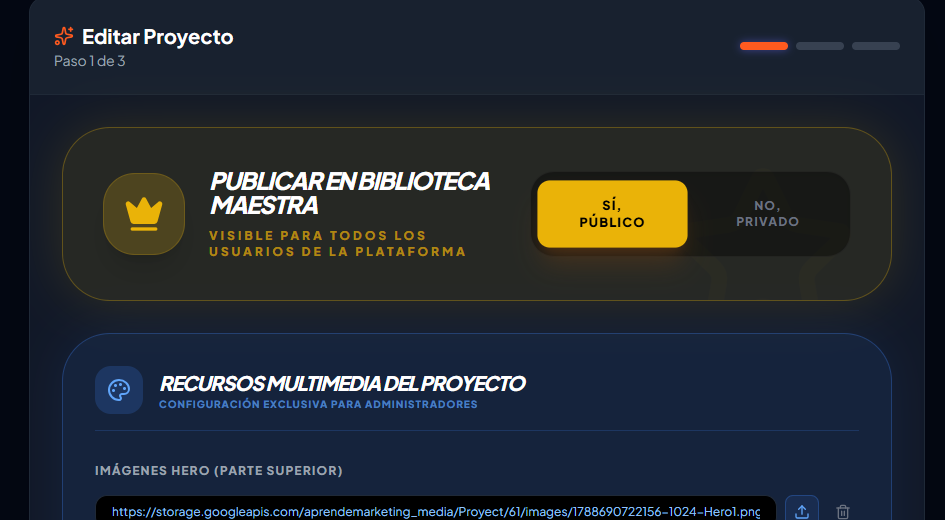 Editar Proyecto
Paso 1 de 3
PUBLICAR EN BIBLIOTECA
MAESTRA
VISIBLE PARA TODOS LOS
USUARIOS DE LA PLATAFORMA
SÍ,
PÚBLICO
NO,
PRIVADO
RECURSOS MULTIMEDIA DEL PROYECTO
CONFIGURACIÓN EXCLUSIVA PARA ADMINISTRADORES
IMÁGENES HERO (PARTE SUPERIOR)
https://storage.googleapis.com/aprendemarketing_media/Proyect/61/images/1788690722156-1024-Hero1.png